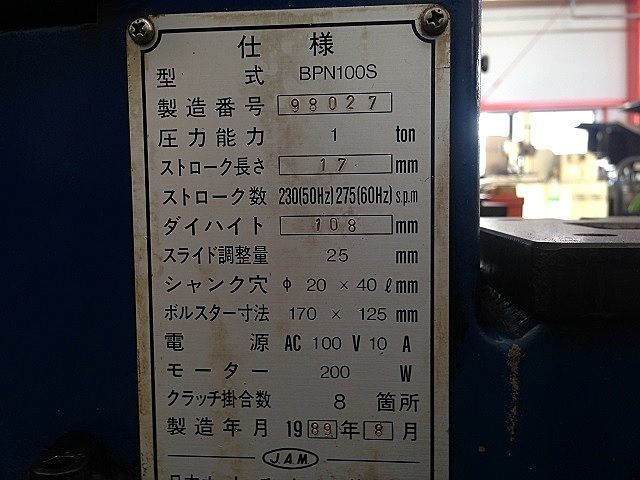 仕様
型式 BPN100S
製造番号 98027
圧力能力 1 ton
ストローク長さ 17 mm
ストローク数 230(50Hz)275(60Hz)s.p.m
ダイハイト 108 mm
スライド調整量 25 mm
シャンク穴 φ 20 × 40 ℓ mm
ボルスター寸法 170 × 125 mm
電源 AC 100 V 10 A
モーター 200 W
クラッチ掛合数 8 箇所
製造年月 1989年8月
JAM